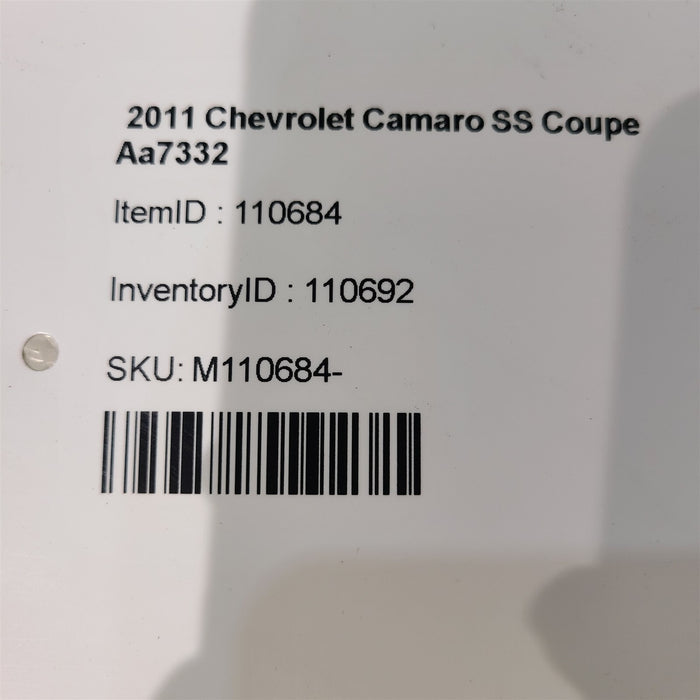 2011 Chevrolet Camaro SS Coupe
Aa7332
ItemID : 110684
InventoryID : 110692
SKU: M110684-